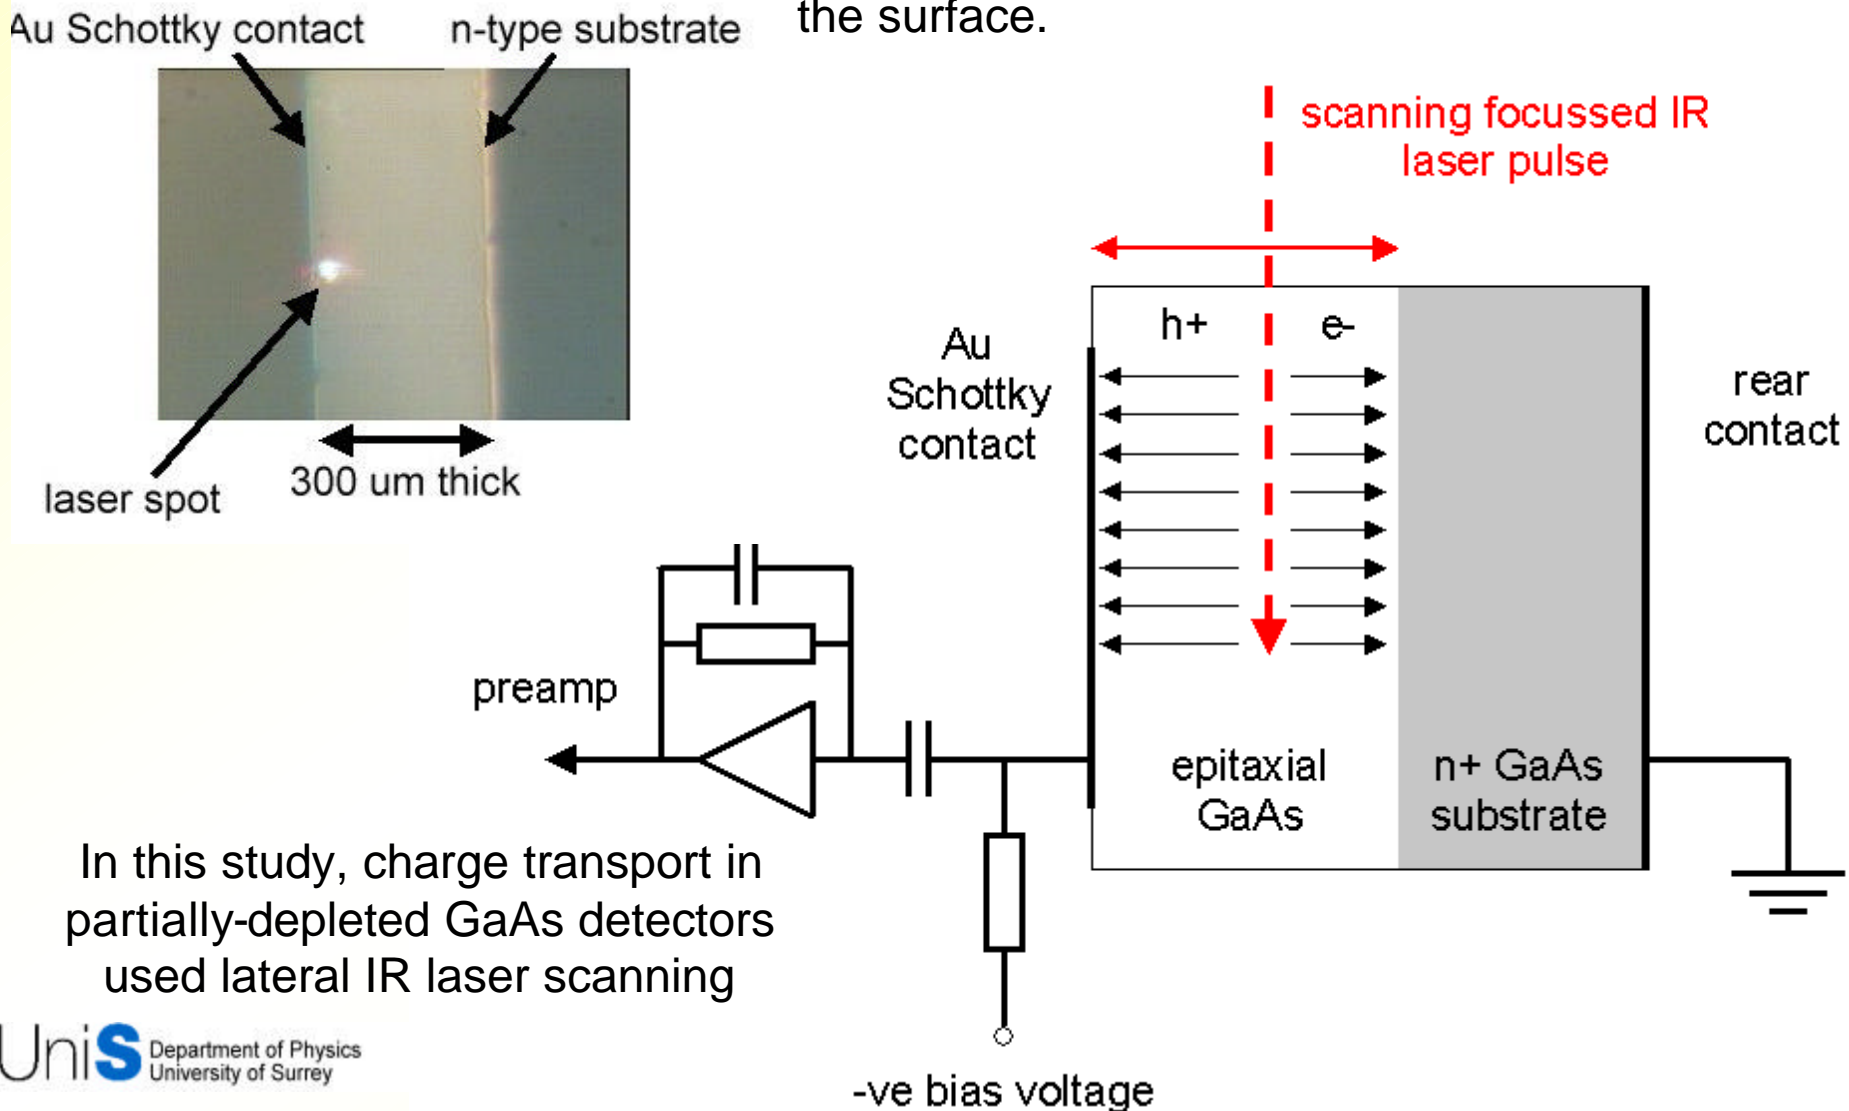 Au Schottky contact
n-type substrate
the surface.
scanning focussed IR
laser pulse
laser spot
300 um thick
h+
e-
Au
Schottky
contact
rear
contact
preamp
epitaxial
GaAs
n+ GaAs
substrate
In this study, charge transport in
partially-depleted GaAs detectors
used lateral IR laser scanning
-ve bias voltage
UniS
Department of Physics
University of Surrey